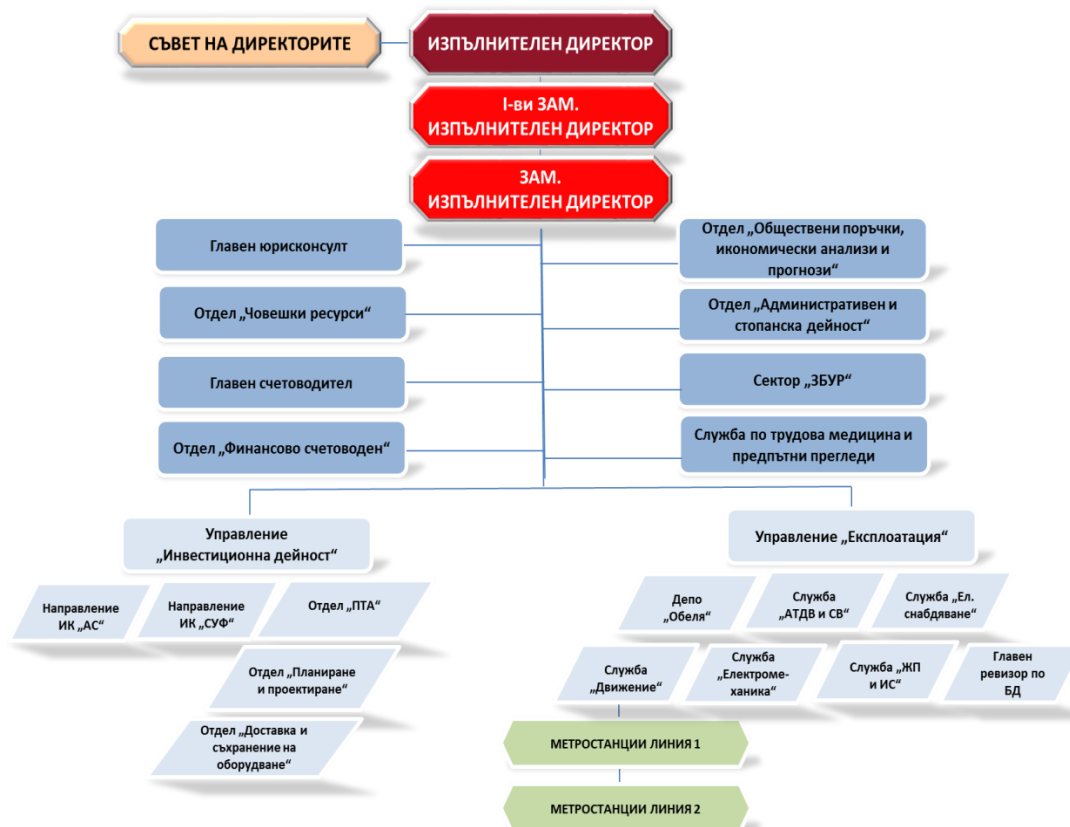 СЪВЕТ НА ДИРЕКТОРИТЕ
ИЗПЪЛНИТЕЛЕН ДИРЕКТОР
I-ви ЗАМ.
ИЗПЪЛНИТЕЛЕН ДИРЕКТОР
ЗАМ.
ИЗПЪЛНИТЕЛЕН ДИРЕКТОР
Главен юрисконсулт
Отдел „Обществени поръчки,
икономически анализи и
прогнози“
Отдел „Човешки ресурси“
Отдел „Административен и
стопанска дейност“
Главен счетоводител
Сектор „ЗБУР“
Отдел „Финансово счетоводен“
Служба по трудова медицина и
предпътни прегледи
Управление
„Инвестиционна дейност“
Управление „Експлоатация“
Направление
ИК „АС“
Направление
ИК „СУФ“
Отдел „ПТА“
Отдел „Планиране
и проектиране“
Отдел „Доставка и
съхранение на
оборудване“
Депо
„Обеля“
Служба
„АТДВ и СВ“
Служба „Ел.
снабдяване“
Служба
„Движение“
Служба
„Електроме-
ханика“
Служба „ЖП
и ИС“
Главен
ревизор по
БД
МЕТРОСТАНЦИИ ЛИНИЯ 1
МЕТРОСТАНЦИИ ЛИНИЯ 2